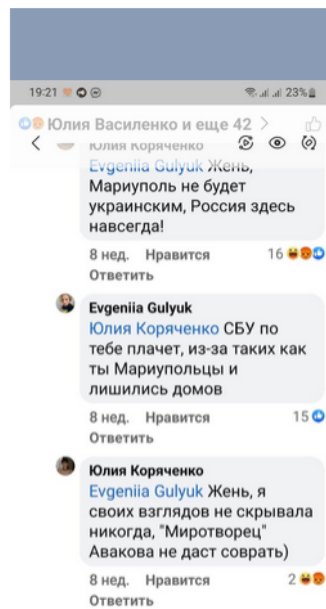 19:21
23%
Юлия Василенко и еще 42 >
Юлия Коряченко
Evgeniia Gulyuk Жень,
Мариуполь не будет
украинским, Россия здесь
навсегда!
8 нед. Нравится 16
Ответить
Evgeniia Gulyuk
Юлия Коряченко СБУ по
тебе плачет, из-за таких как
ты Мариупольцы и
лишились домов
8 нед. Нравится 15
Ответить
Юлия Коряченко
Evgeniia Gulyuk Жень, я
своих взглядов не скрывала
никогда, "Миротворец"
Авакова не даст соврать)
8 нед. Нравится 2
Ответить